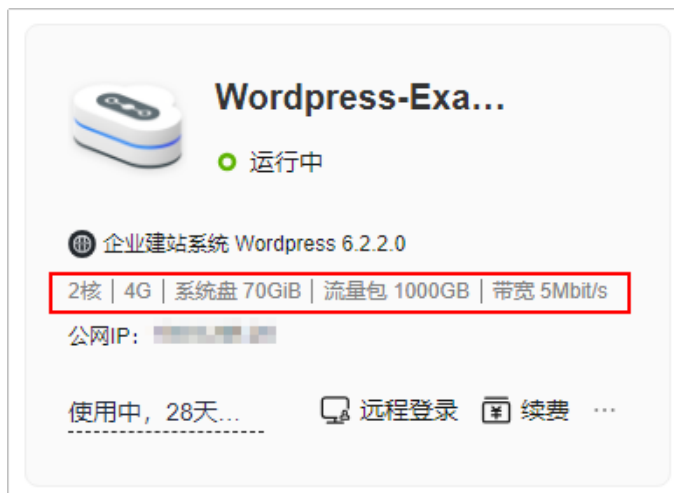 Wordpress-Exa...
运行中
企业建站系统 Wordpress 6.2.2.0
2核 | 4G | 系统盘 70GiB | 流量包 1000GB | 带宽 5Mbit/s
公网IP：
使用中，28天...
远程登录 续费 ...